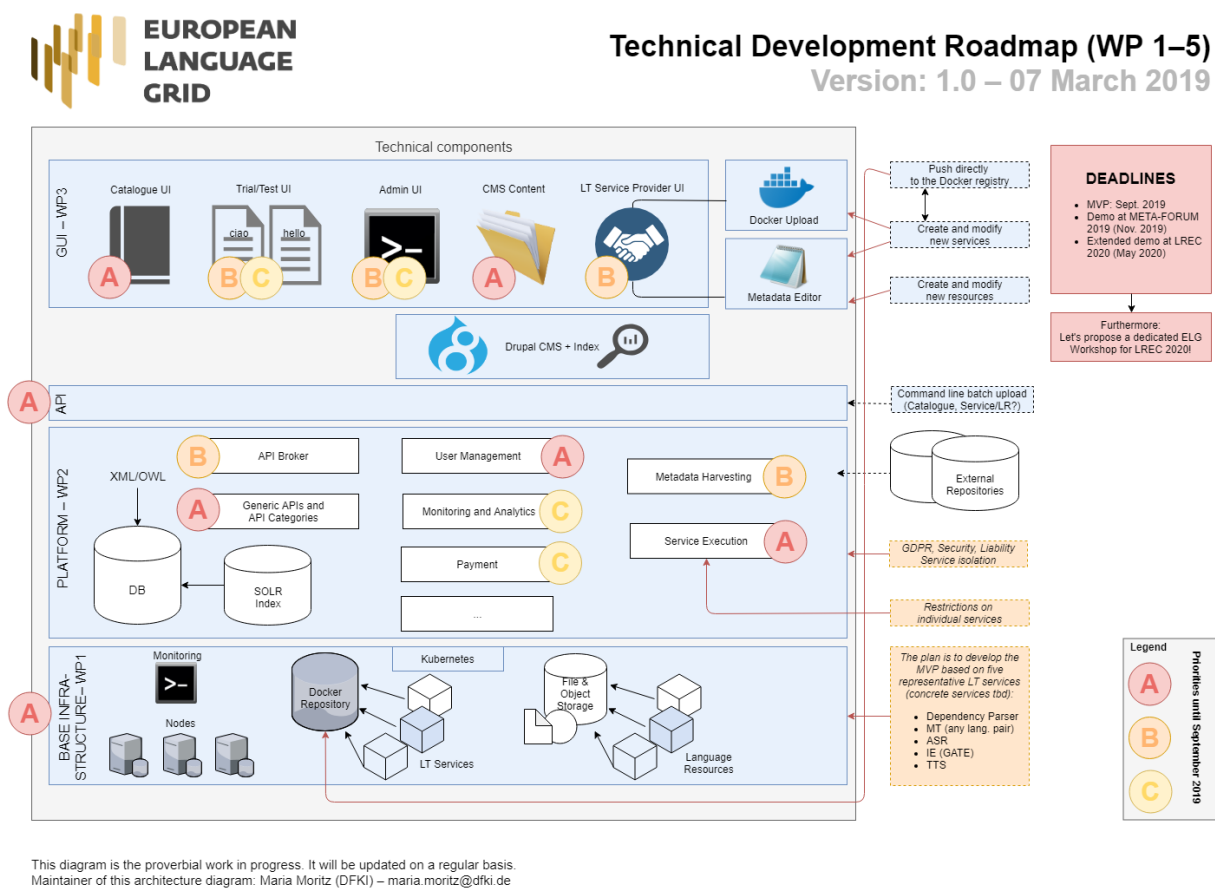 EUROPEAN
LANGUAGE
GRID
Technical Development Roadmap (WP 1–5)
Version: 1.0 – 07 March 2019
Technical components
GUI – WP3
Catalogue UI
A
Trial/Test UI
ciao
hello
B
C
Admin UI
>-
B
C
CMS Content
A
LT Service Provider UI
B
Docker Upload
Metadata Editor
Drupal CMS + Index
Push directly
to the Docker registry
Create and modify
new services
Create and modify
new resources
DEADLINES
• MVP: Sept. 2019
• Demo at META-FORUM
2019 (Nov. 2019)
• Extended demo at LREC
2020 (May 2020)
Furthermore:
Let's propose a dedicated ELG
Workshop for LREC 2020!
A
API
Command line batch upload
(Catalogue, Service/LR?)
PLATFORM – WP2
XML/OWL
DB
SOLR
Index
B
API Broker
A
Generic APIs and
API Categories
User Management
A
Monitoring and Analytics
C
Payment
C
...
Metadata Harvesting
B
Service Execution
A
External
Repositories
GDPR, Security, Liability
Service isolation
Restrictions on
individual services
A
BASE INFRA-
STRUCTURE– WP1
Monitoring
>-
Nodes
Docker
Repository
Kubernetes
LT Services
File &
Object
Storage
Language
Resources
The plan is to develop the
MVP based on five
representative LT services
(concrete services tbd):
• Dependency Parser
• MT (any lang. pair)
• ASR
• IE (GATE)
• TTS
Legend
A
B
C
Priorities until September 2019
This diagram is the proverbial work in progress. It will be updated on a regular basis.
Maintainer of this architecture diagram: Maria Moritz (DFKI) – maria.moritz@dfki.de